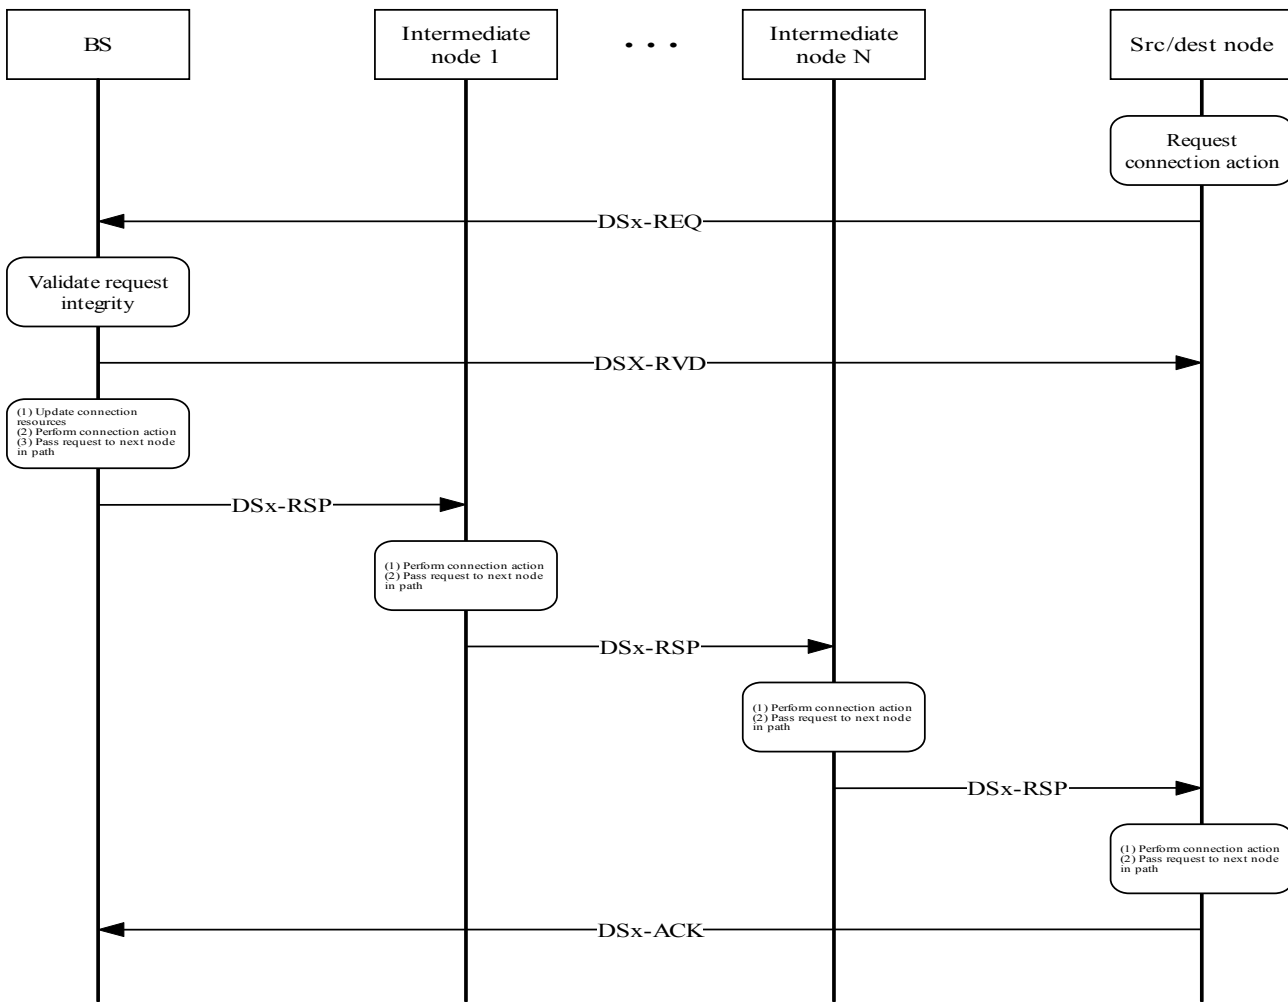 BS
Intermediate
node 1
. . .
Intermediate
node N
Src/dest node
Request
connection action
DSx-REQ
Validate request
integrity
DSX-RVD
(1) Update connection
resources
(2) Perform connection action
(3) Pass request to next node
in path
DSx-RSP
(1) Perform connection action
(2) Pass request to next node
in path
DSx-RSP
(1) Perform connection action
(2) Pass request to next node
in path
DSx-RSP
(1) Perform connection action
(2) Pass request to next node
in path
DSx-ACK